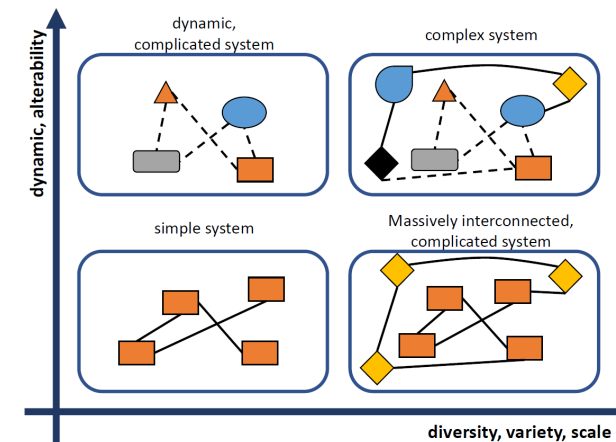 dynamic, alterability
dynamic,
complicated system
complex system
simple system
Massively interconnected,
complicated system
diversity, variety, scale